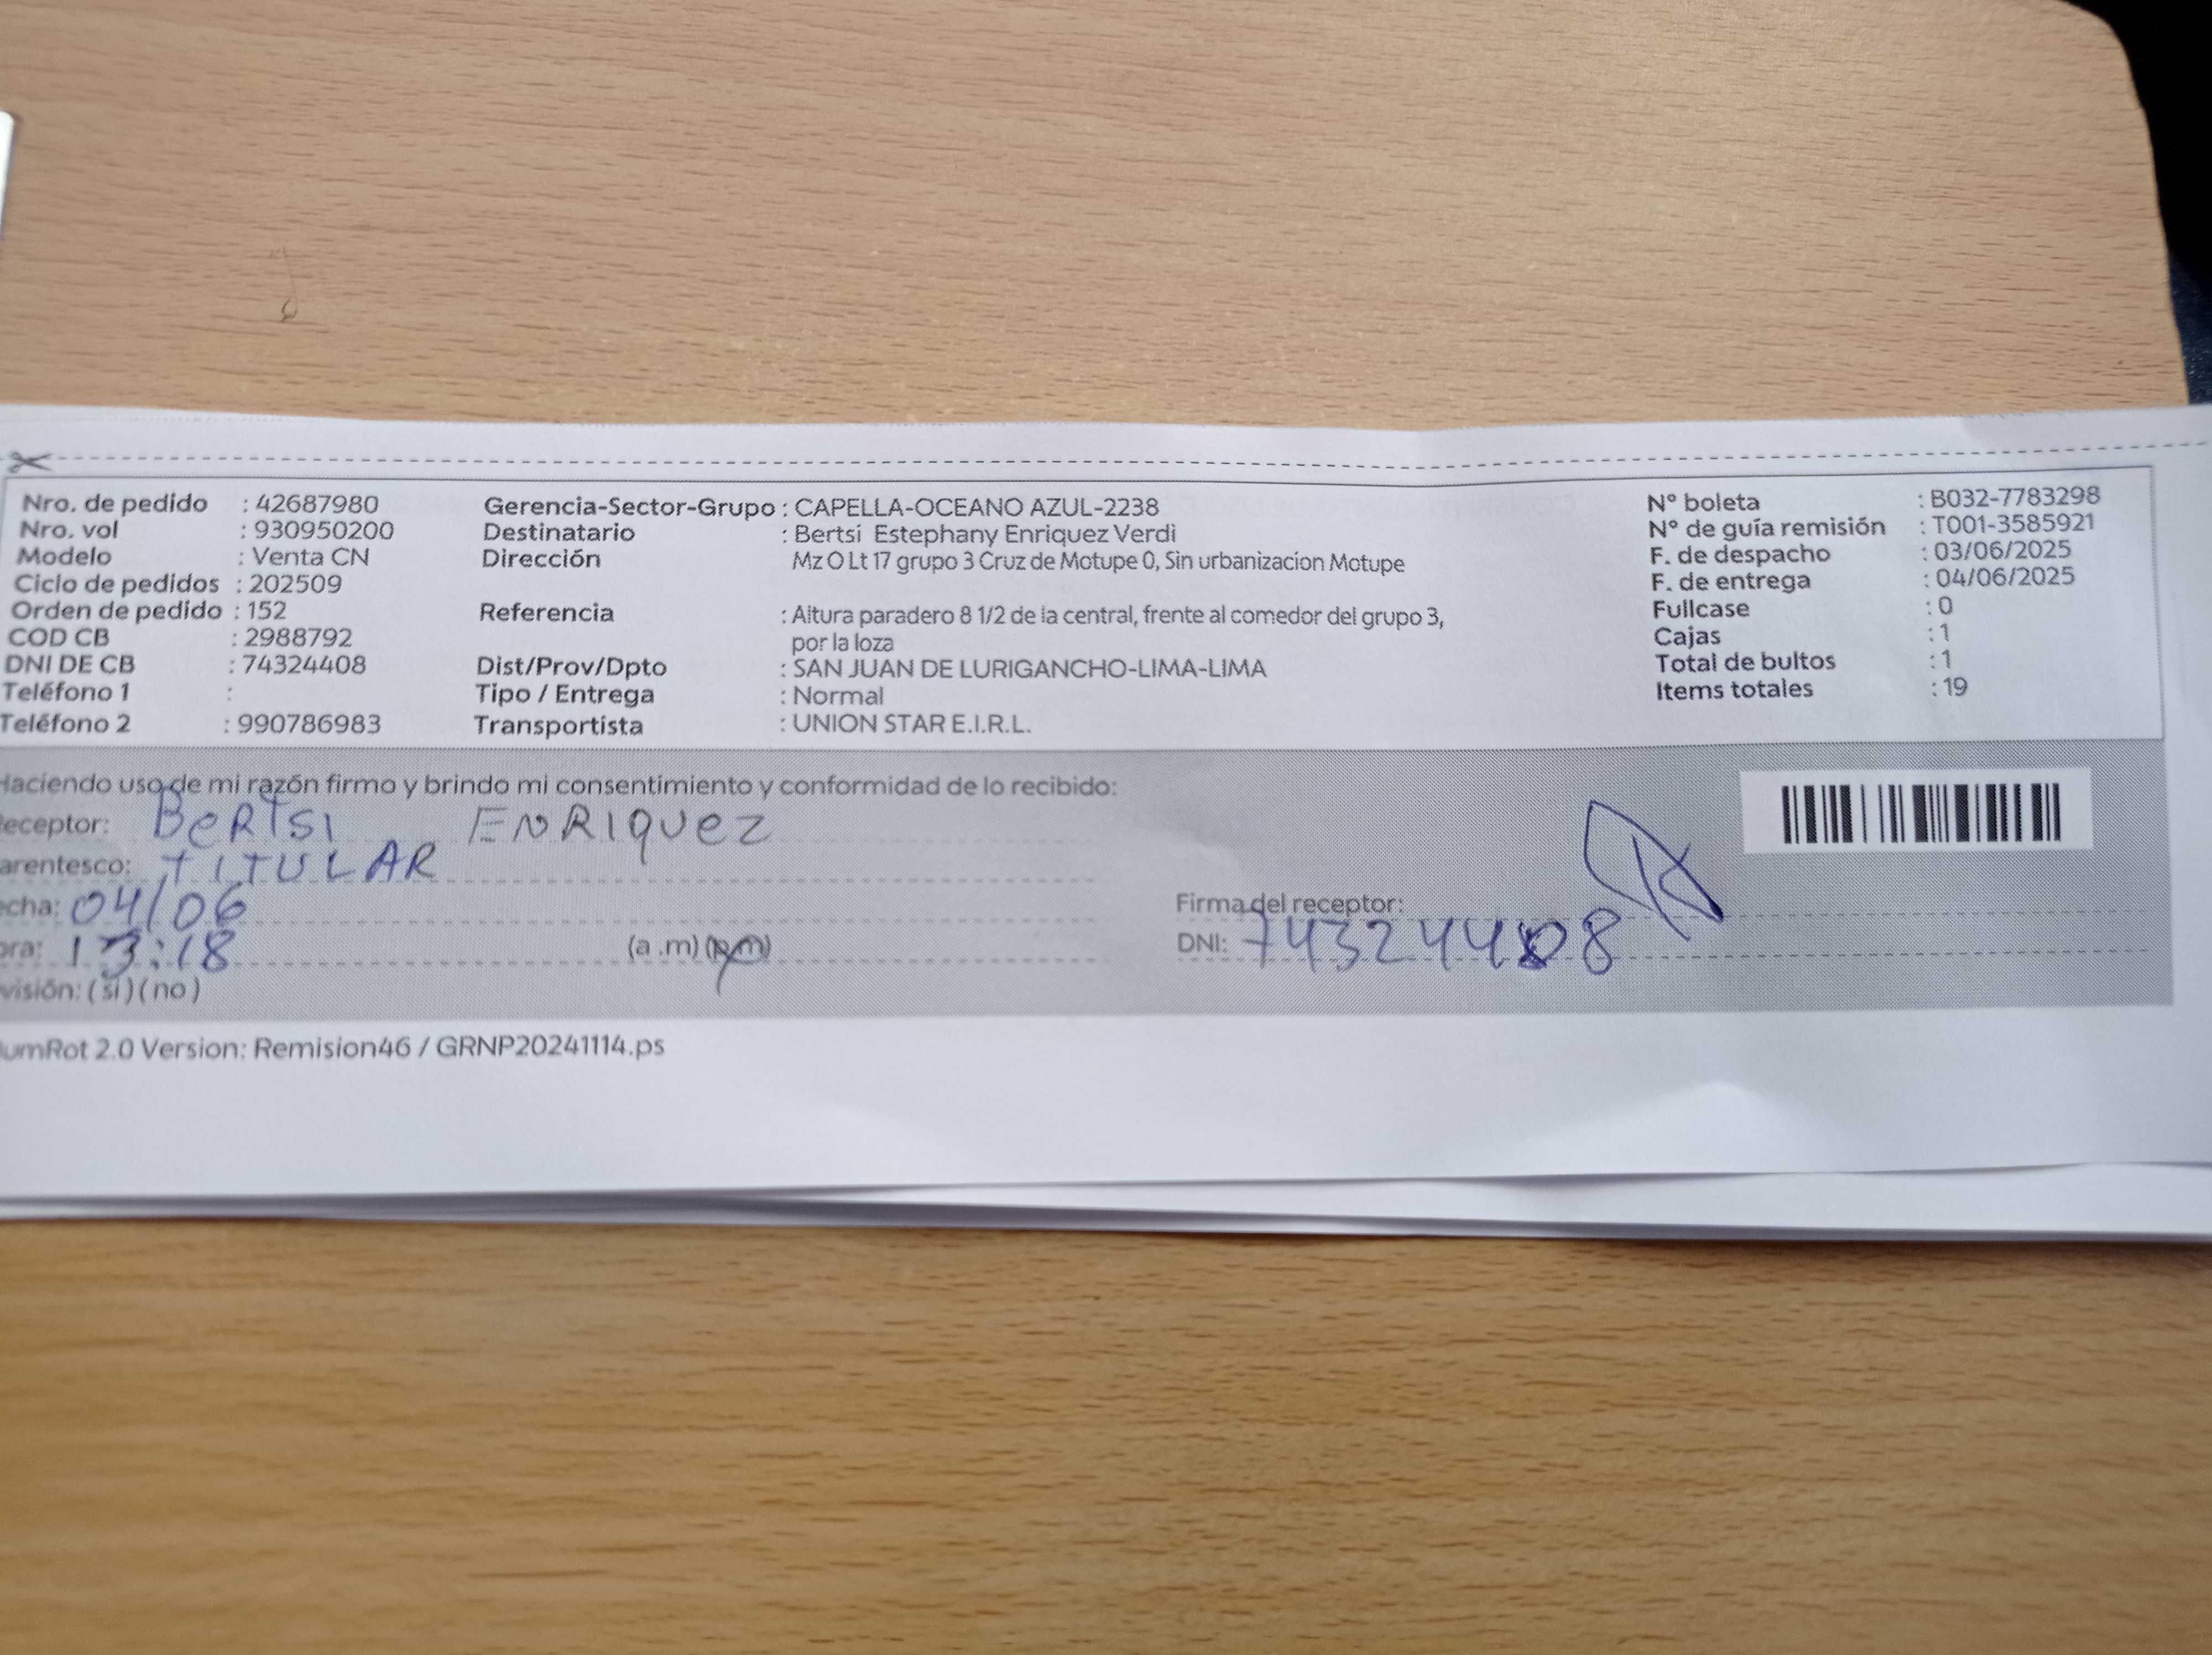 Nro. de pedido : 42687980
Nro. vol : 930950200
Modelo : Venta CN
Ciclo de pedidos : 202509
Orden de pedido : 152
COD CB : 2988792
DNI DE CB : 74324408
Teléfono 1 :
Teléfono 2 : 990786983
Gerencia-Sector-Grupo : CAPELLA-OCEANO AZUL-2238
Destinatario : Bertsi Estephany Enriquez Verdi
Dirección Mz O Lt 17 grupo 3 Cruz de Motupe 0, Sin urbanizacion Motupe
Referencia : Altura paradero 8 1/2 de la central, frente al comedor del grupo 3,
por la loza
Dist/Prov/Dpto : SAN JUAN DE LURIGANCHO-LIMA-LIMA
Tipo / Entrega : Normal
Transportista : UNION STAR E.I.R.L.
N° boleta : B032-7783298
N° de guía remisión : T001-3585921
F. de despacho : 03/06/2025
F. de entrega : 04/06/2025
Fullcase : 0
Cajas : 1
Total de bultos : 1
Items totales : 19
Haciendo uso de mi razón firmo y brindo mi consentimiento y conformidad de lo recibido:
eceptor: BeRTSI ENRIQUEZ
arentesco: TITULAR
echa: 04/06
ora: 13:18 (a .m) (p.m)
visión: (si) (no)
Firma del receptor:
DNI: 74324408
umRot 2.0 Version: Remision46 / GRNP20241114.ps